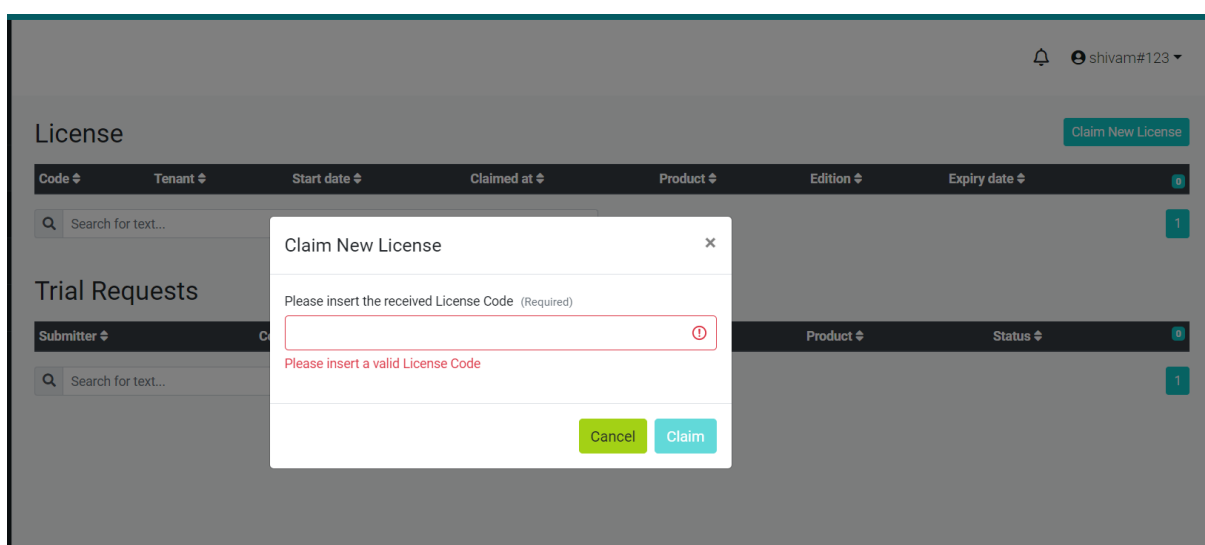 shivam#123
License
Claim New License
Code Tenant Start date Claimed at Product Edition Expiry date 0
Search for text...
1
Claim New License ×
Please insert the received License Code (Required)
Please insert a valid License Code
Cancel Claim
Trial Requests
Submitter Product Status 0
Search for text...
1